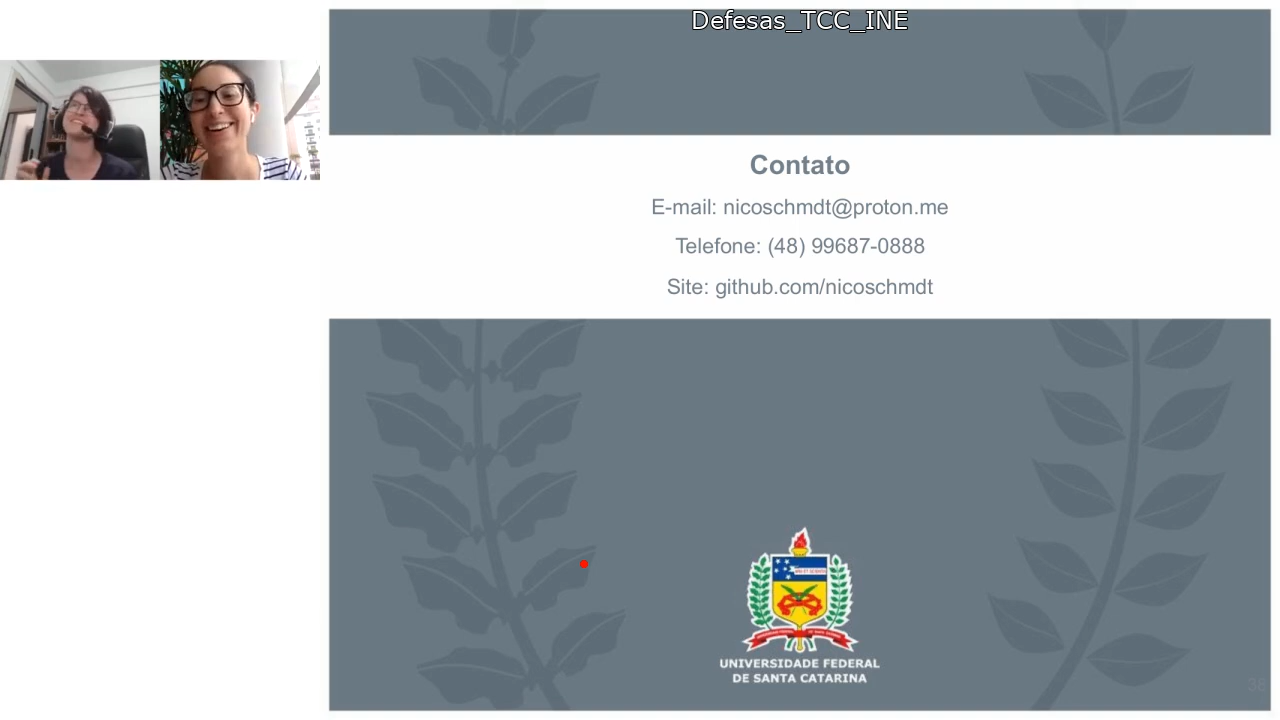 Defesas_TCC_INE
Contato
E-mail: nicoschmdt@proton.me
Telefone: (48) 99687-0888
Site: github.com/nicoschmdt
UNIVERSIDADE FEDERAL
DE SANTA CATARINA